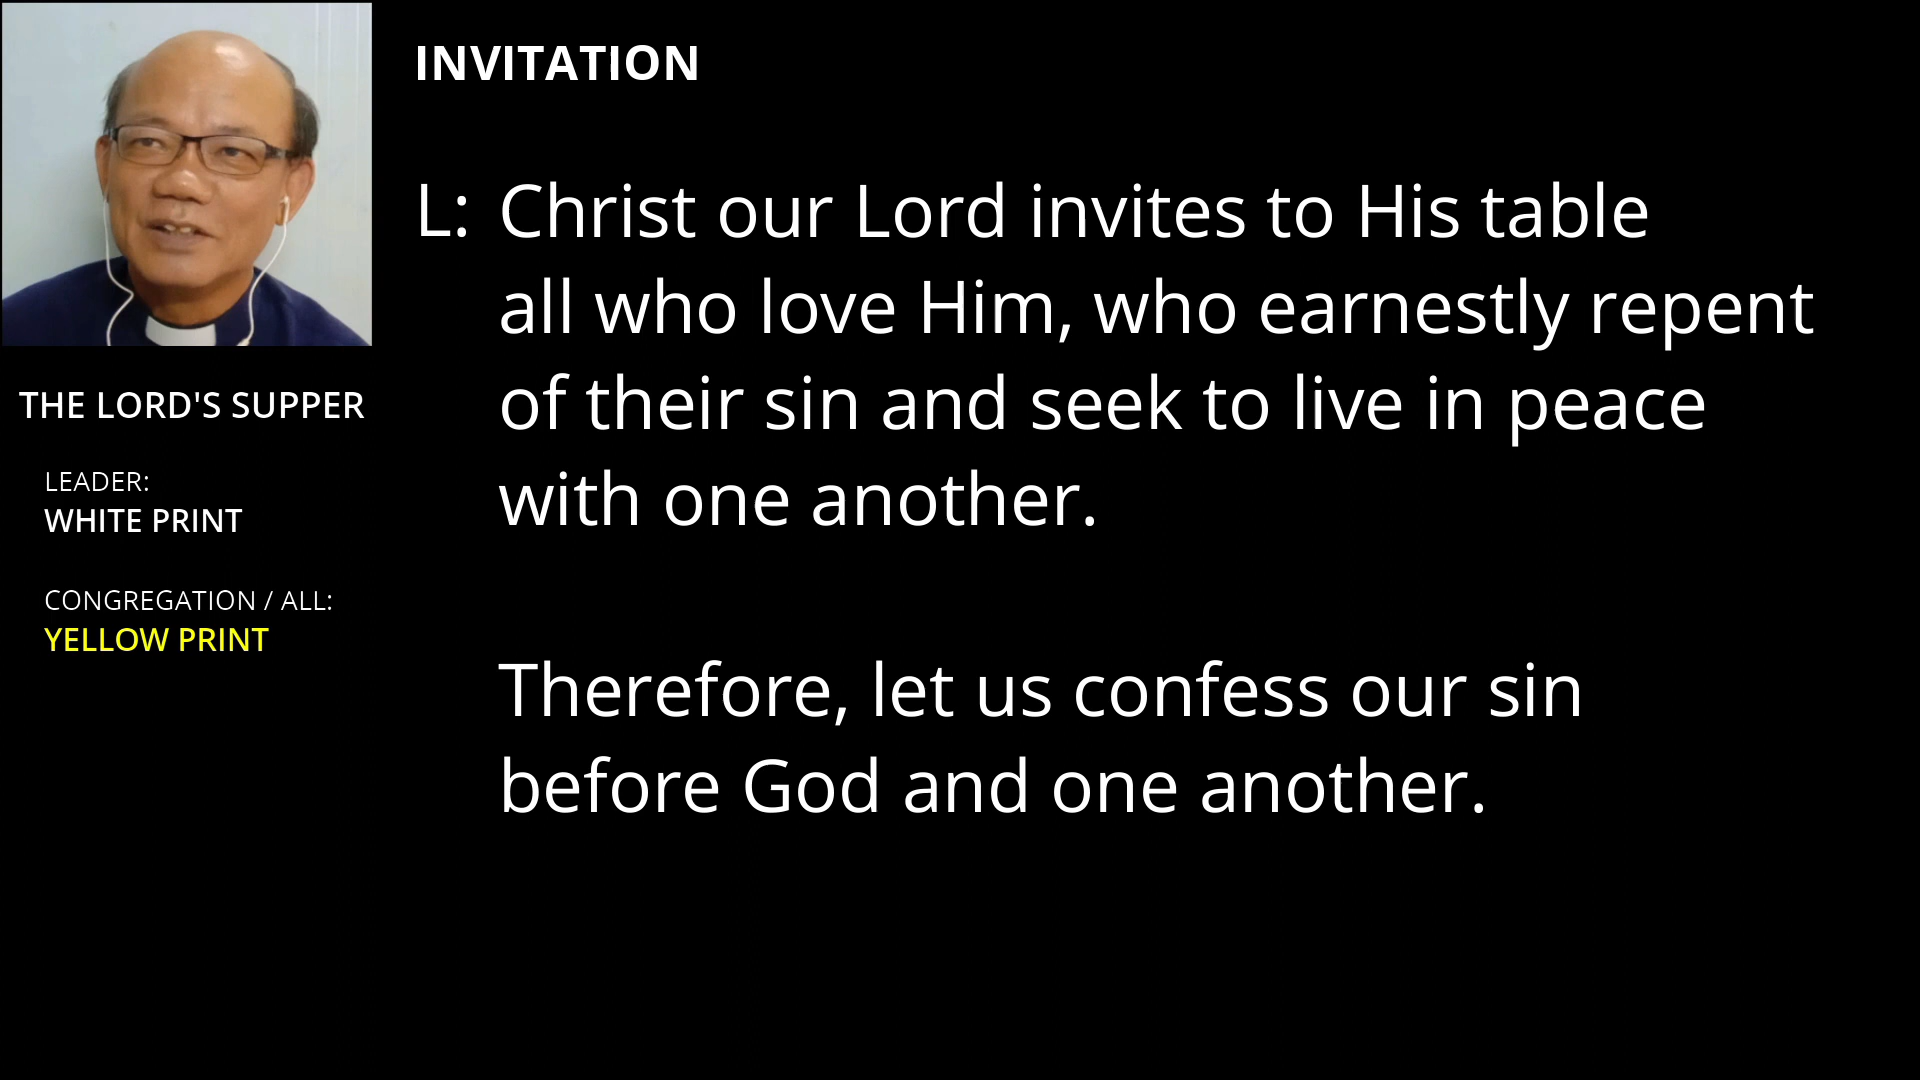 INVITATION
L: Christ our Lord invites to His table
all who love Him, who earnestly repent
of their sin and seek to live in peace
with one another.
Therefore, let us confess our sin
before God and one another.
THE LORD'S SUPPER
LEADER:
WHITE PRINT
CONGREGATION / ALL:
YELLOW PRINT